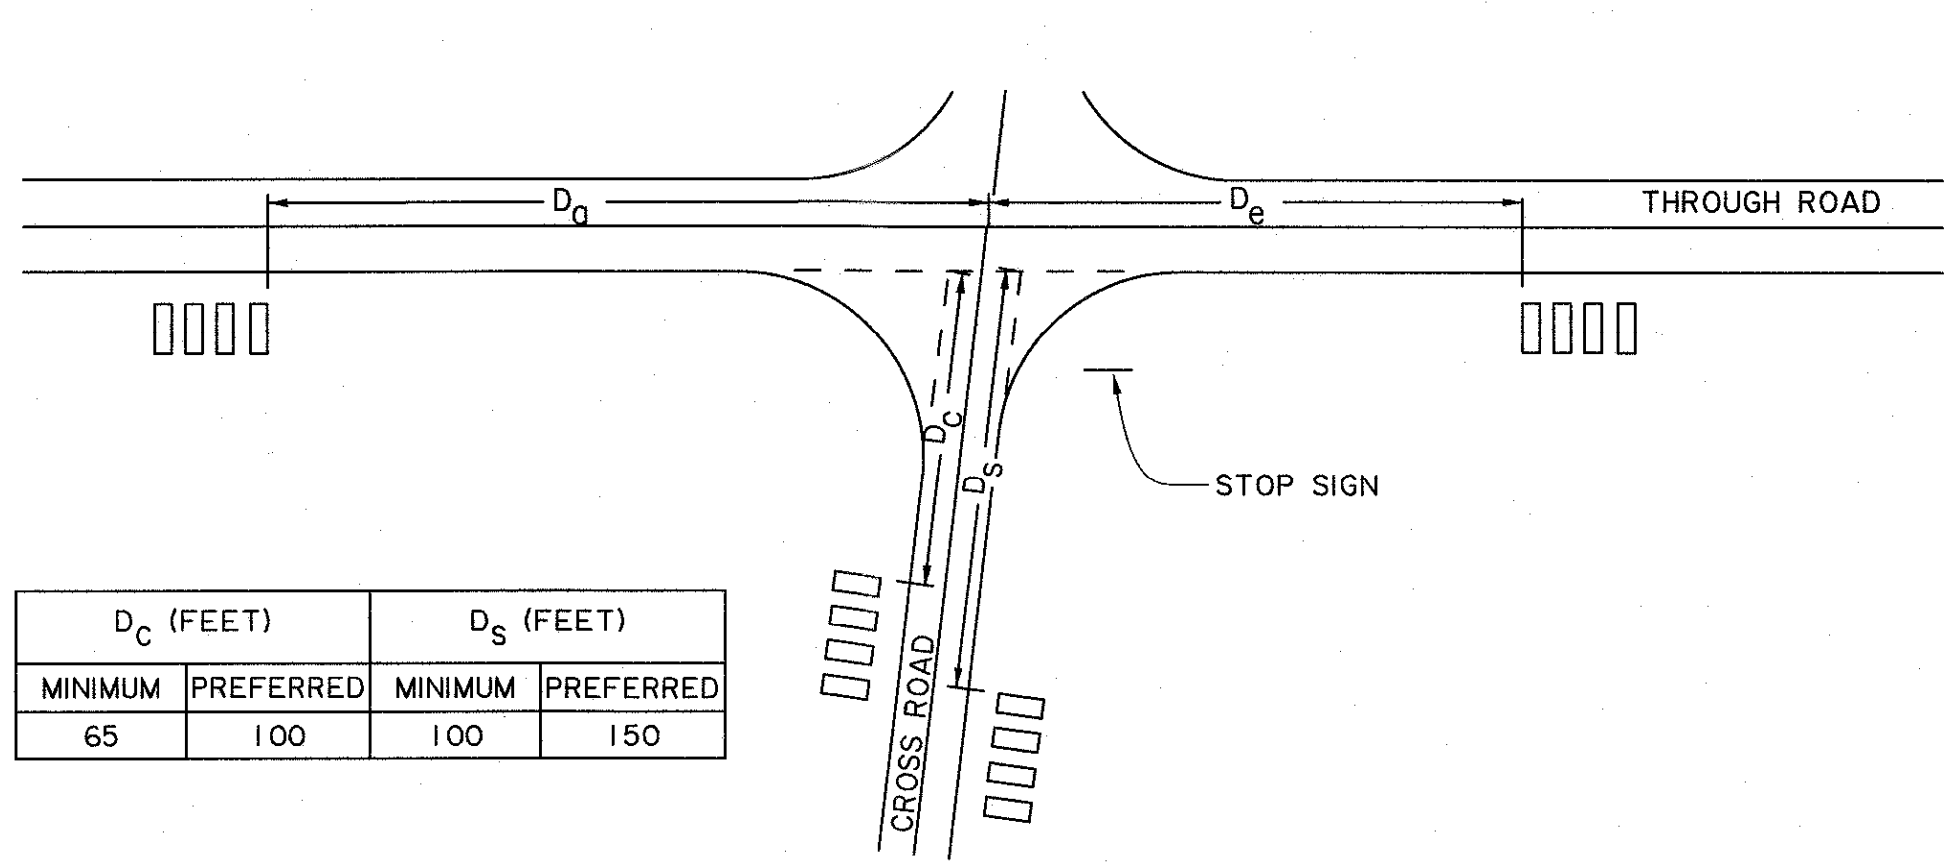 Da
De
THROUGH ROAD
DC
DS
STOP SIGN
CROSS ROAD
DC (FEET) DS (FEET)
MINIMUM PREFERRED MINIMUM PREFERRED
65 100 100 150